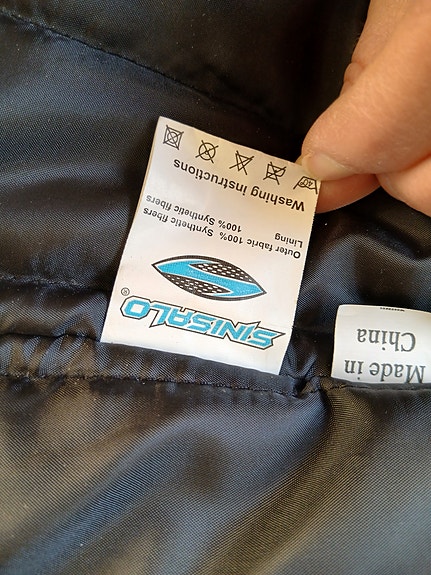 SINISALO®
Outer fabric 100% Synthetic fibers
Lining 100% Synthetic fibers
Washing instructions
Made in
China